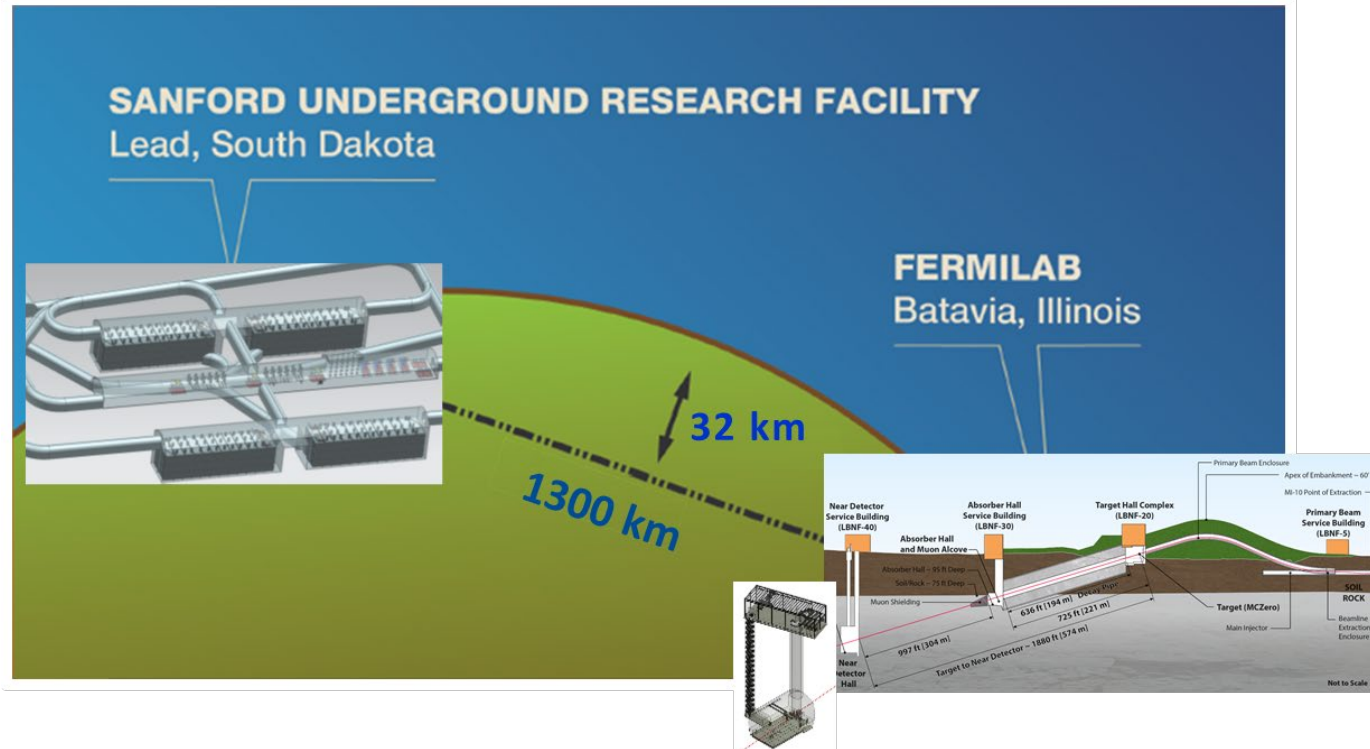 SANFORD UNDERGROUND RESEARCH FACILITY
Lead, South Dakota
FERMILAB
Batavia, Illinois
32 km
1300 km
Primary Beam Enclosure
Apex of Embankment ~ 60'
MI-10 Point of Extraction
Near Detector
Service Building
(LBNF-40)
Absorber Hall
Service Building
(LBNF-30)
Target Hall Complex
(LBNF-20)
Primary Beam
Service Building
(LBNF-5)
Absorber Hall
and Muon Alcove
Absorber Hall ~ 95 ft Deep
Soil/Rock ~ 75 ft Deep
Muon Shielding
636 ft [194 m] Decay Pipe
725 ft [221 m]
997 ft [304 m]
Target to Near Detector ~ 1880 ft [574 m]
Target (MCZero)
Main Injector
SOIL
ROCK
Beamline
Extraction
Enclosure
Near
etector
Hall
Not to Scale